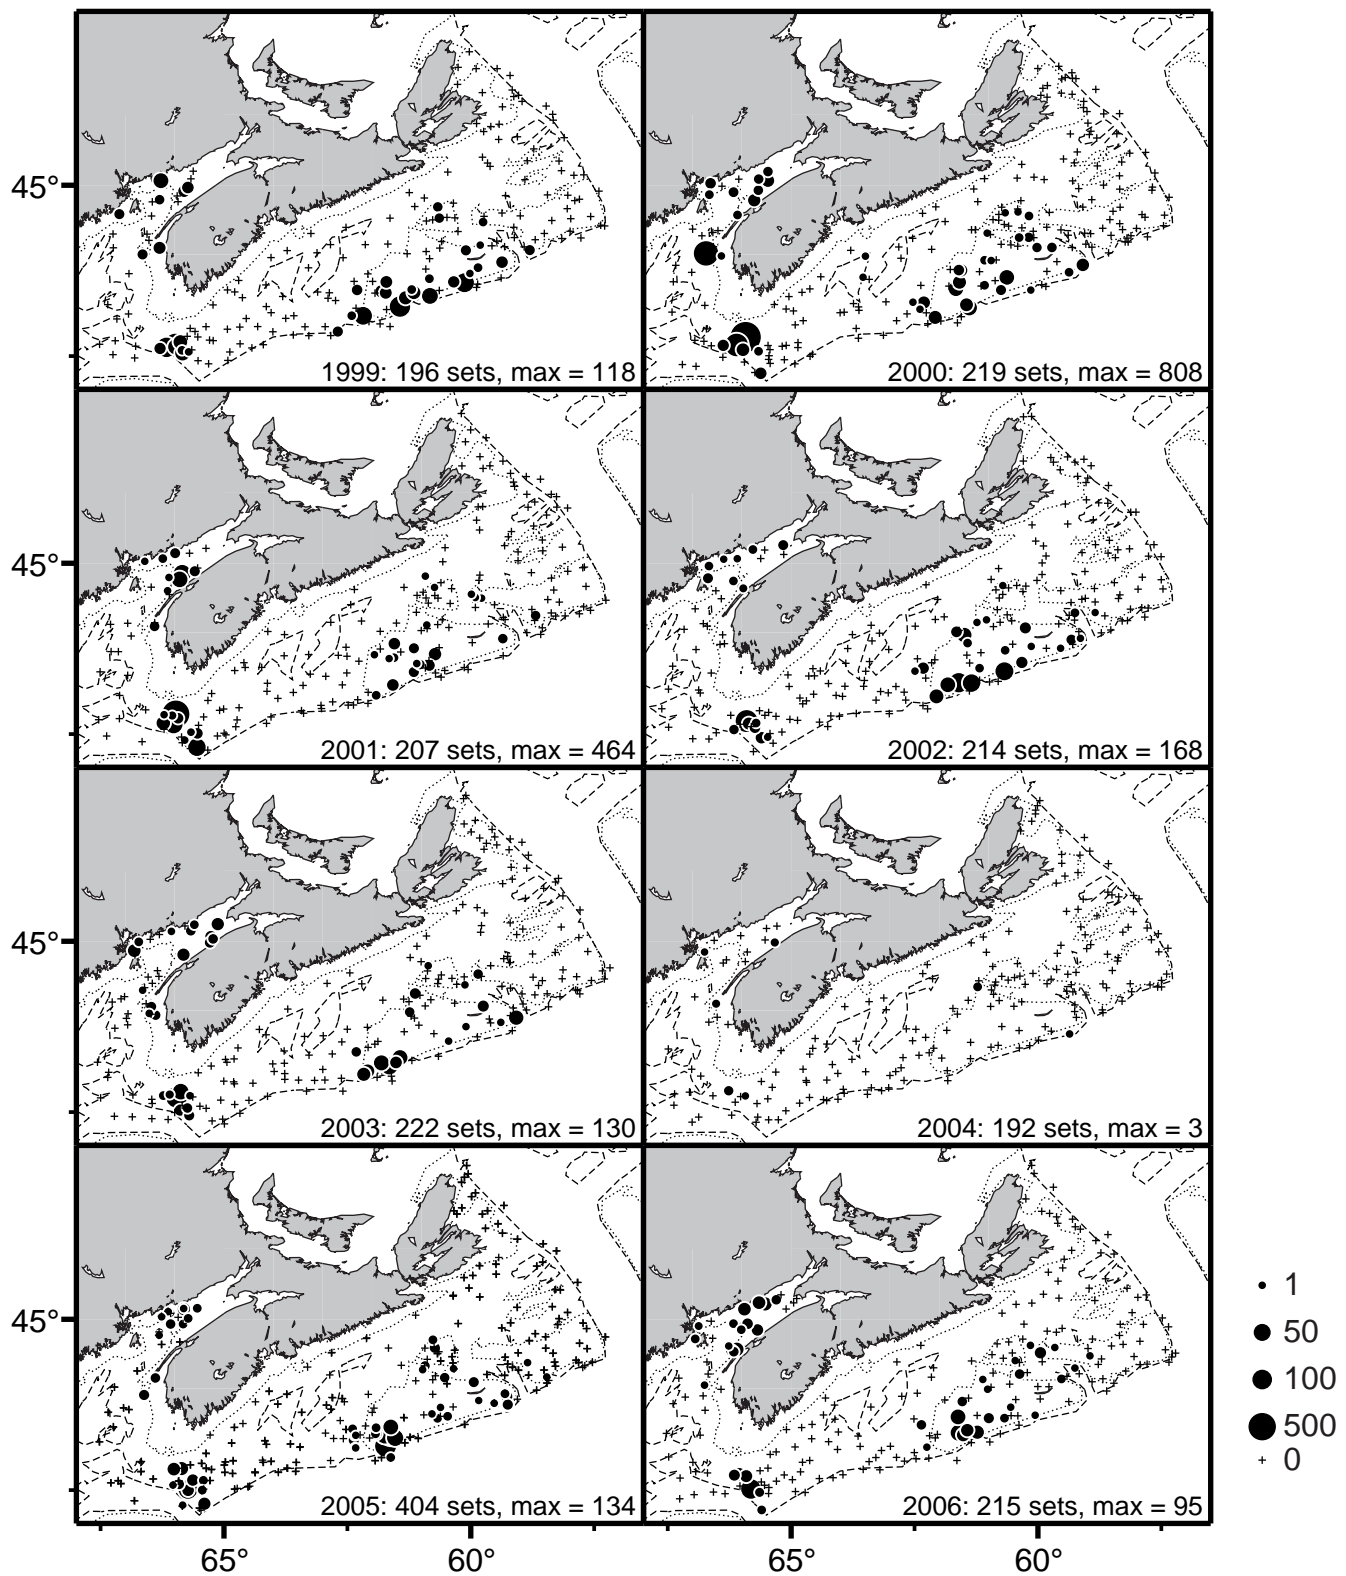 45°
1999: 196 sets, max = 118
2000: 219 sets, max = 808
45°
2001: 207 sets, max = 464
2002: 214 sets, max = 168
45°
2003: 222 sets, max = 130
2004: 192 sets, max = 3
45°
2005: 404 sets, max = 134
2006: 215 sets, max = 95
1
50
100
500
0
65°
60°
65°
60°